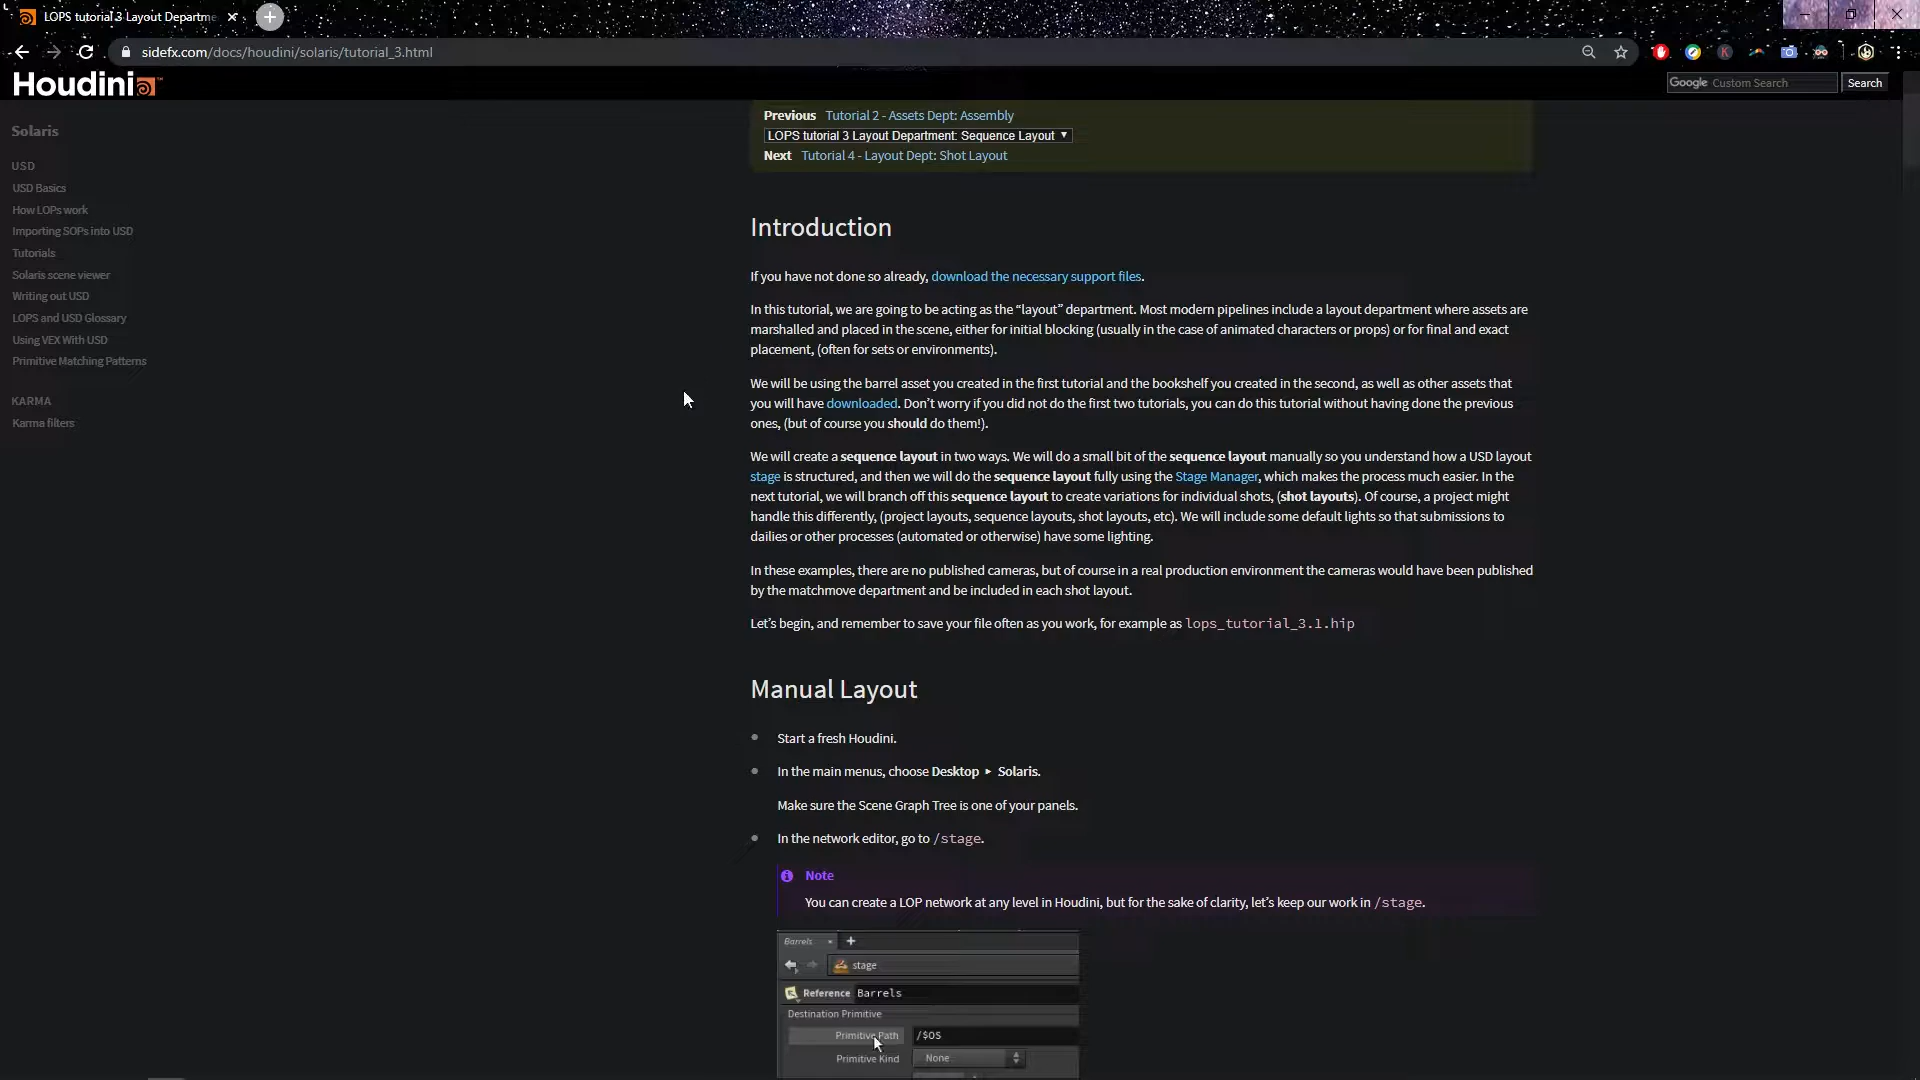 LOPS tutorial 3 Layout Departme
sidefx.com/docs/houdini/solaris/tutorial_3.html
Houdini
Google Custom Search
Search
Solaris
USD
USD Basics
How LOPs work
Importing SOPs into USD
Tutorials
Solaris scene viewer
Writing out USD
LOPS and USD Glossary
Using VEX With USD
Primitive Matching Patterns
KARMA
Karma filters
Previous Tutorial 2 - Assets Dept: Assembly
LOPS tutorial 3 Layout Department: Sequence Layout
Next Tutorial 4 - Layout Dept: Shot Layout
Introduction
If you have not done so already, download the necessary support files.
In this tutorial, we are going to be acting as the “layout” department. Most modern pipelines include a layout department where assets are
marshalled and placed in the scene, either for initial blocking (usually in the case of animated characters or props) or for final and exact
placement, (often for sets or environments).
We will be using the barrel asset you created in the first tutorial and the bookshelf you created in the second, as well as other assets that
you will have downloaded. Don’t worry if you did not do the first two tutorials, you can do this tutorial without having done the previous
ones, (but of course you should do them!).
We will create a sequence layout in two ways. We will do a small bit of the sequence layout manually so you understand how a USD layout
stage is structured, and then we will do the sequence layout fully using the Stage Manager, which makes the process much easier. In the
next tutorial, we will branch off this sequence layout to create variations for individual shots, (shot layouts). Of course, a project might
handle this differently, (project layouts, sequence layouts, shot layouts, etc). We will include some default lights so that submissions to
dailies or other processes (automated or otherwise) have some lighting.
In these examples, there are no published cameras, but of course in a real production environment the cameras would have been published
by the matchmove department and be included in each shot layout.
Let’s begin, and remember to save your file often as you work, for example as lops_tutorial_3.1.hip
Manual Layout
Start a fresh Houdini.
In the main menus, choose Desktop ▸ Solaris.
Make sure the Scene Graph Tree is one of your panels.
In the network editor, go to /stage.
Note
You can create a LOP network at any level in Houdini, but for the sake of clarity, let’s keep our work in /stage.
Barrels
stage
Reference Barrels
Destination Primitive
Primitive Path /$OS
Primitive Kind None